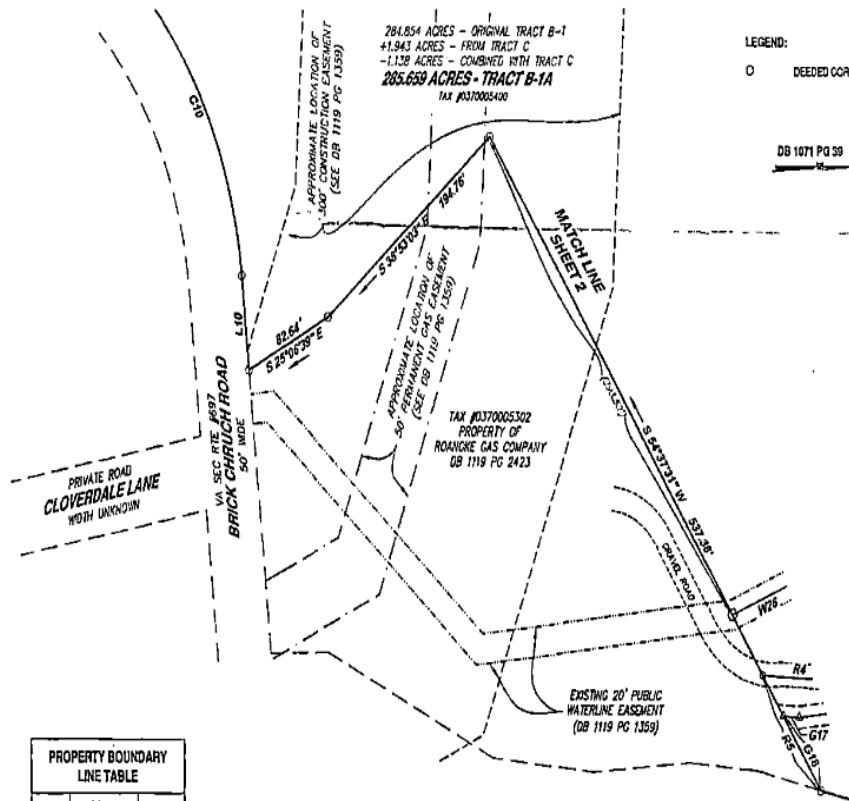 284.854 ACRES - ORIGINAL TRACT B-1
+1.943 ACRES - FROM TRACT C
-1.138 ACRES - COMBINED WITH TRACT C
285.659 ACRES - TRACT B-1A
TAX #0370005400
LEGEND:
O DEEDED COR
DB 1071 PG 39
C10
APPROXIMATE LOCATION OF
300' CONSTRUCTION EASEMENT
(SEE DB 1119 PG 1359)
194.76'
S 38°53'03" E
MATCH LINE
SHEET 2
L10
82.64'
S 25°06'39" E
APPROXIMATE LOCATION OF
50' PERMANENT GAS EASEMENT
(SEE DB 1119 PG 1359)
VA SEC RTE #697
BRICK CHRUCH ROAD
50' WIDE
TAX #0370005302
PROPERTY OF
ROANOKE GAS COMPANY
DB 1119 PG 2423
S 54°37'31" W
537.38'
PRIVATE ROAD
CLOVERDALE LANE
WIDTH UNKNOWN
GRAVEL ROAD
W26
R4
EXISTING 20' PUBLIC
WATERLINE EASEMENT
(DB 1119 PG 1359)
G17
G18
R5
PROPERTY BOUNDARY
LINE TABLE